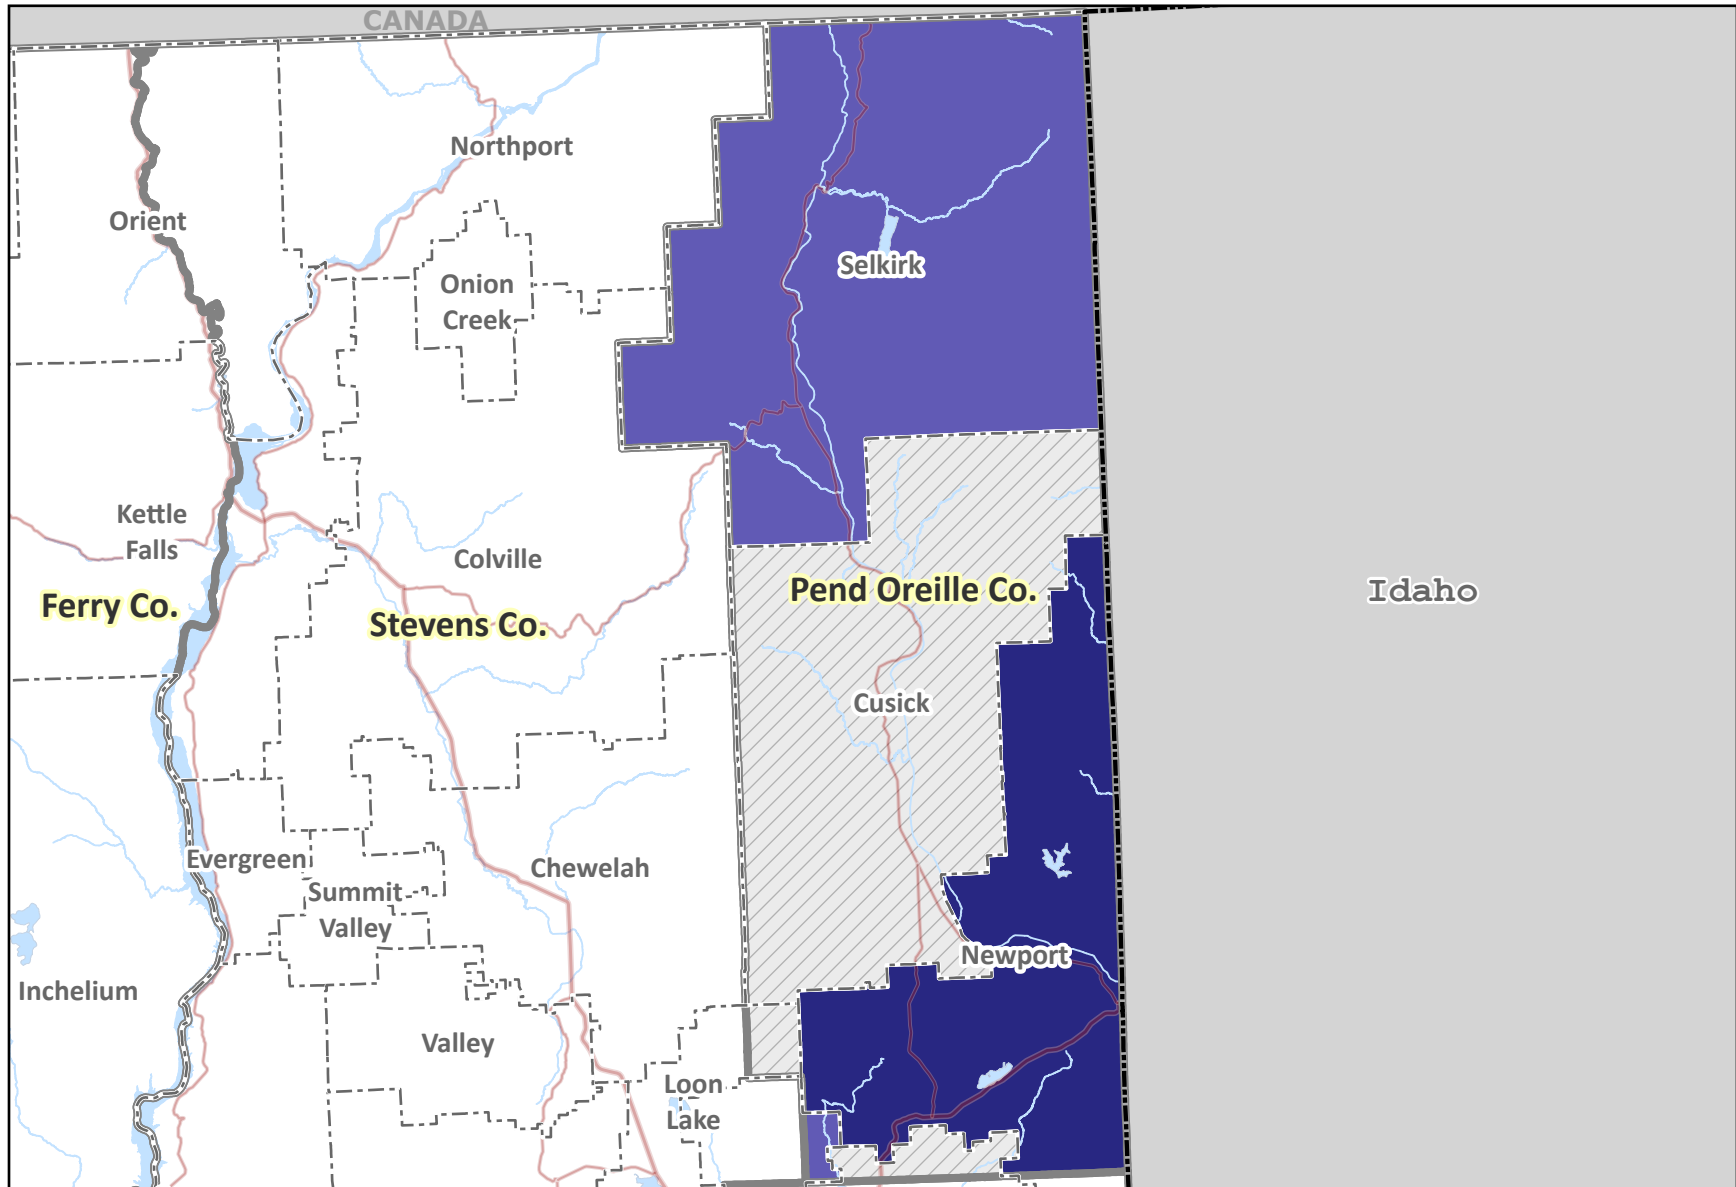 CANADA
Northport
Orient
Selkirk
Onion
Creek
Kettle
Falls
Colville
Ferry Co.
Stevens Co.
Pend Oreille Co.
Idaho
Cusick
Evergreen
Summit
Valley
Chewelah
Inchelium
Newport
Valley
Loon
Lake